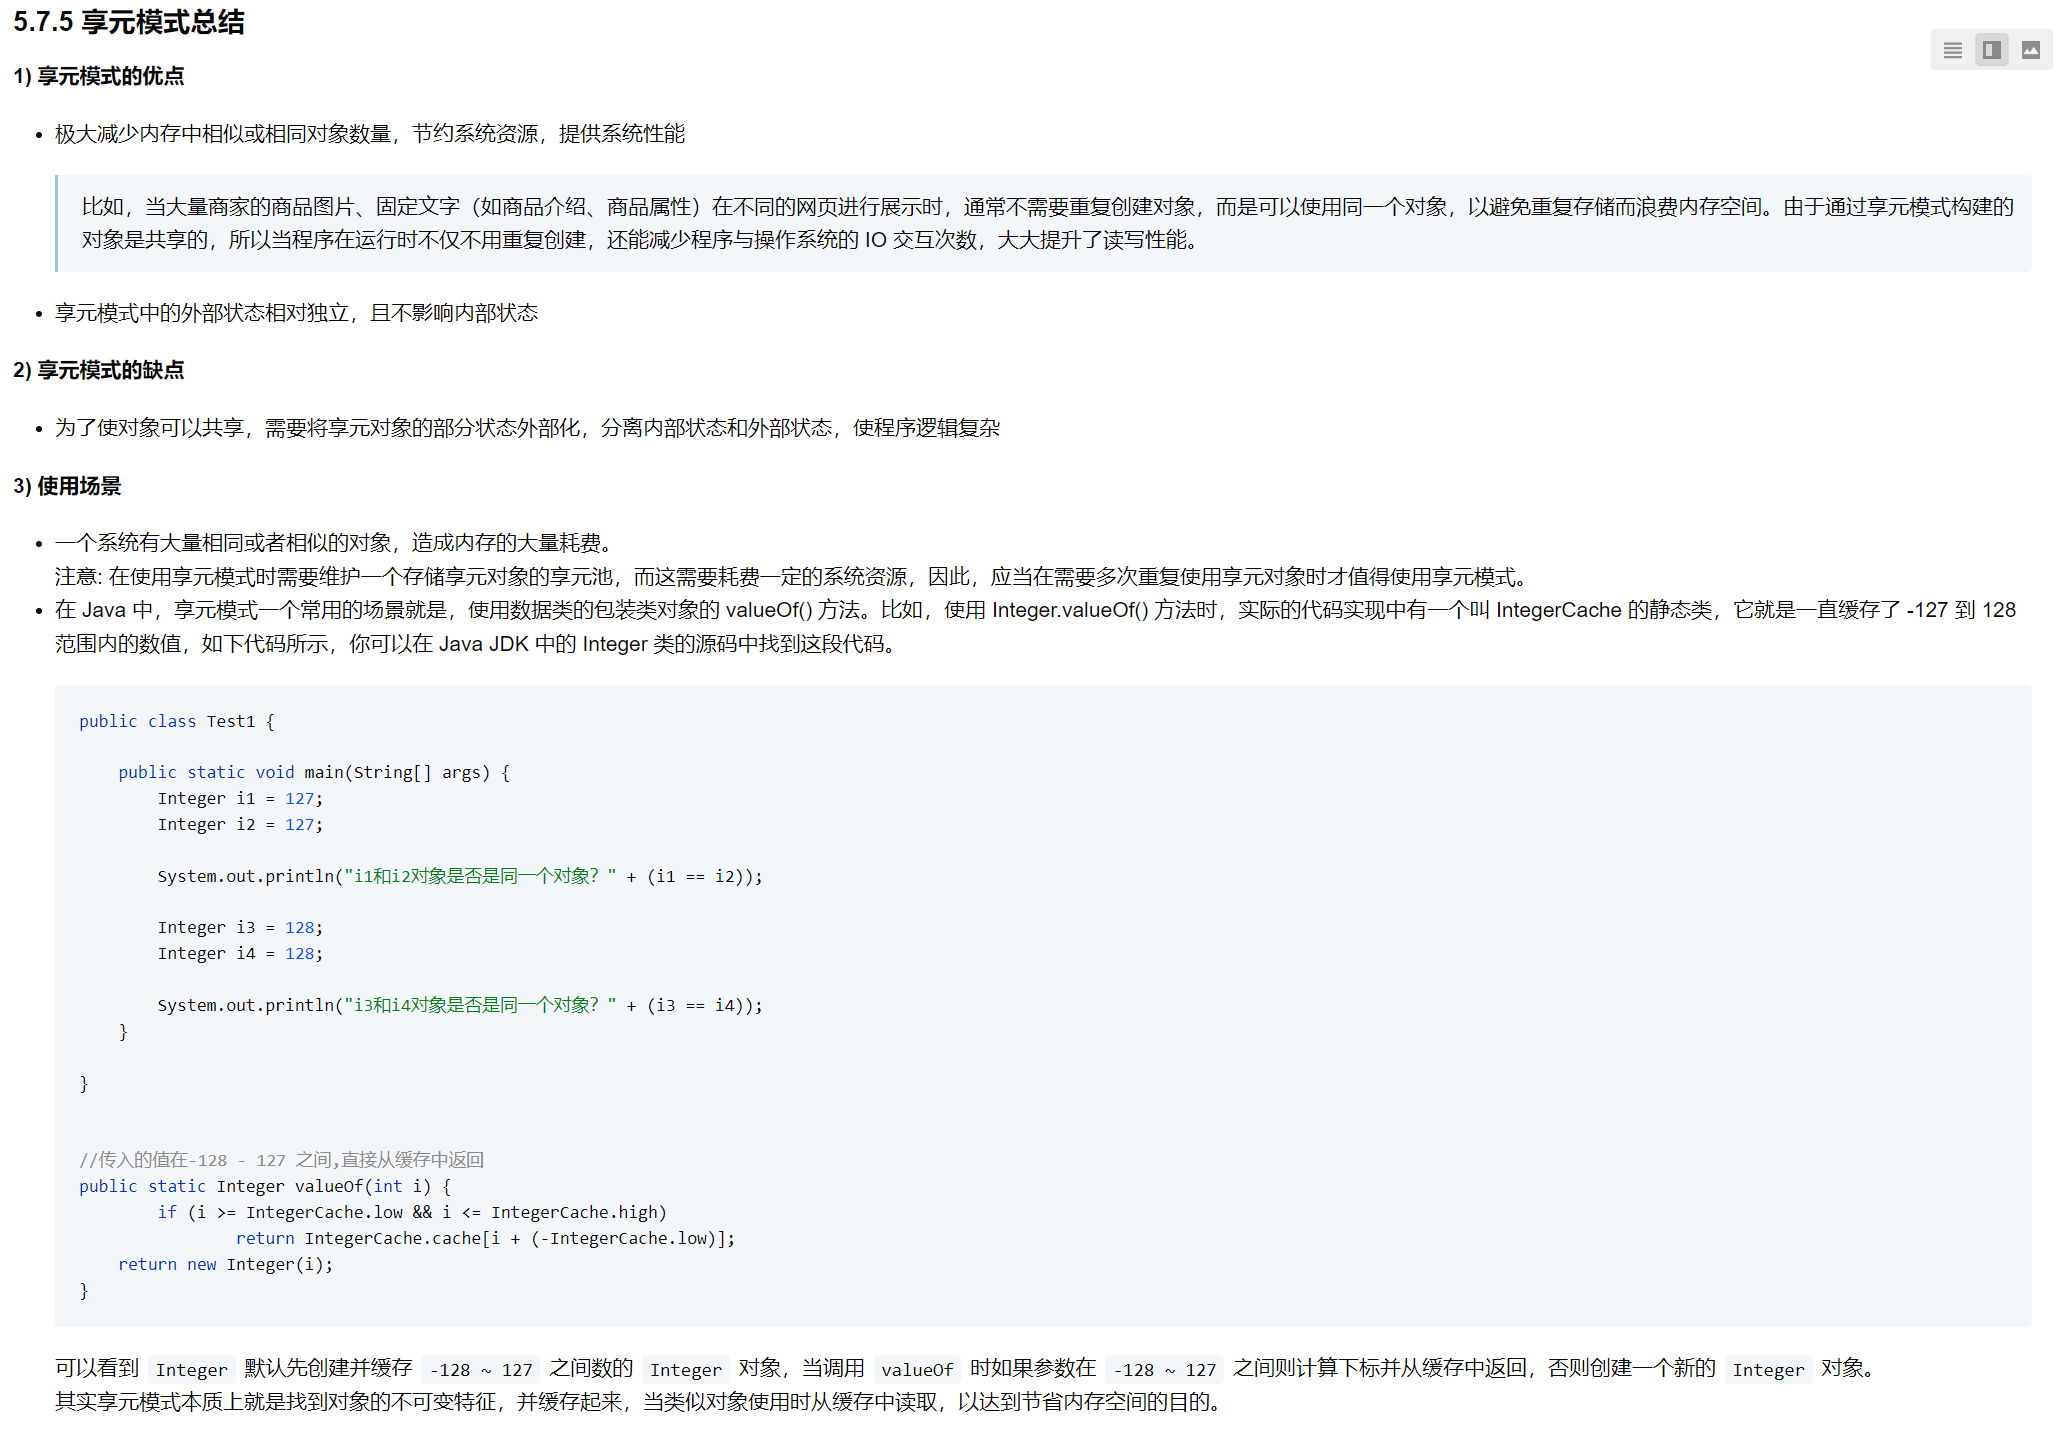 5.7.5 享元模式总结
1) 享元模式的优点
• 极大减少内存中相似或相同对象数量，节约系统资源，提供系统性能
比如，当大量商家的商品图片、固定文字（如商品介绍、商品属性）在不同的网页进行展示时，通常不需要重复创建对象，而是可以使用同一个对象，以避免重复存储而浪费内存空间。由于通过享元模式构建的
对象是共享的，所以当程序在运行时不仅不用重复创建，还能减少程序与操作系统的 IO 交互次数，大大提升了读写性能。
• 享元模式中的外部状态相对独立，且不影响内部状态
2) 享元模式的缺点
• 为了使对象可以共享，需要将享元对象的部分状态外部化，分离内部状态和外部状态，使程序逻辑复杂
3) 使用场景
• 一个系统有大量相同或者相似的对象，造成内存的大量耗费。
注意: 在使用享元模式时需要维护一个存储享元对象的享元池，而这需要耗费一定的系统资源，因此，应当在需要多次重复使用享元对象时才值得使用享元模式。
• 在 Java 中，享元模式一个常用的场景就是，使用数据类的包装类对象的 valueOf() 方法。比如，使用 Integer.valueOf() 方法时，实际的代码实现中有一个叫 IntegerCache 的静态类，它就是一直缓存了 -127 到 128
范围内的数值，如下代码所示，你可以在 Java JDK 中的 Integer 类的源码中找到这段代码。
public class Test1 {
    public static void main(String[] args) {
        Integer i1 = 127;
        Integer i2 = 127;
        System.out.println("i1和i2对象是否是同一个对象？" + (i1 == i2));
        Integer i3 = 128;
        Integer i4 = 128;
        System.out.println("i3和i4对象是否是同一个对象？" + (i3 == i4));
    }
}
//传入的值在-128 - 127 之间,直接从缓存中返回
public static Integer valueOf(int i) {
        if (i >= IntegerCache.low && i <= IntegerCache.high)
                return IntegerCache.cache[i + (-IntegerCache.low)];
    return new Integer(i);
}
可以看到 Integer 默认先创建并缓存 -128 ~ 127 之间数的 Integer 对象，当调用 valueOf 时如果参数在 -128 ~ 127 之间则计算下标并从缓存中返回，否则创建一个新的 Integer 对象。
其实享元模式本质上就是找到对象的不可变特征，并缓存起来，当类似对象使用时从缓存中读取，以达到节省内存空间的目的。